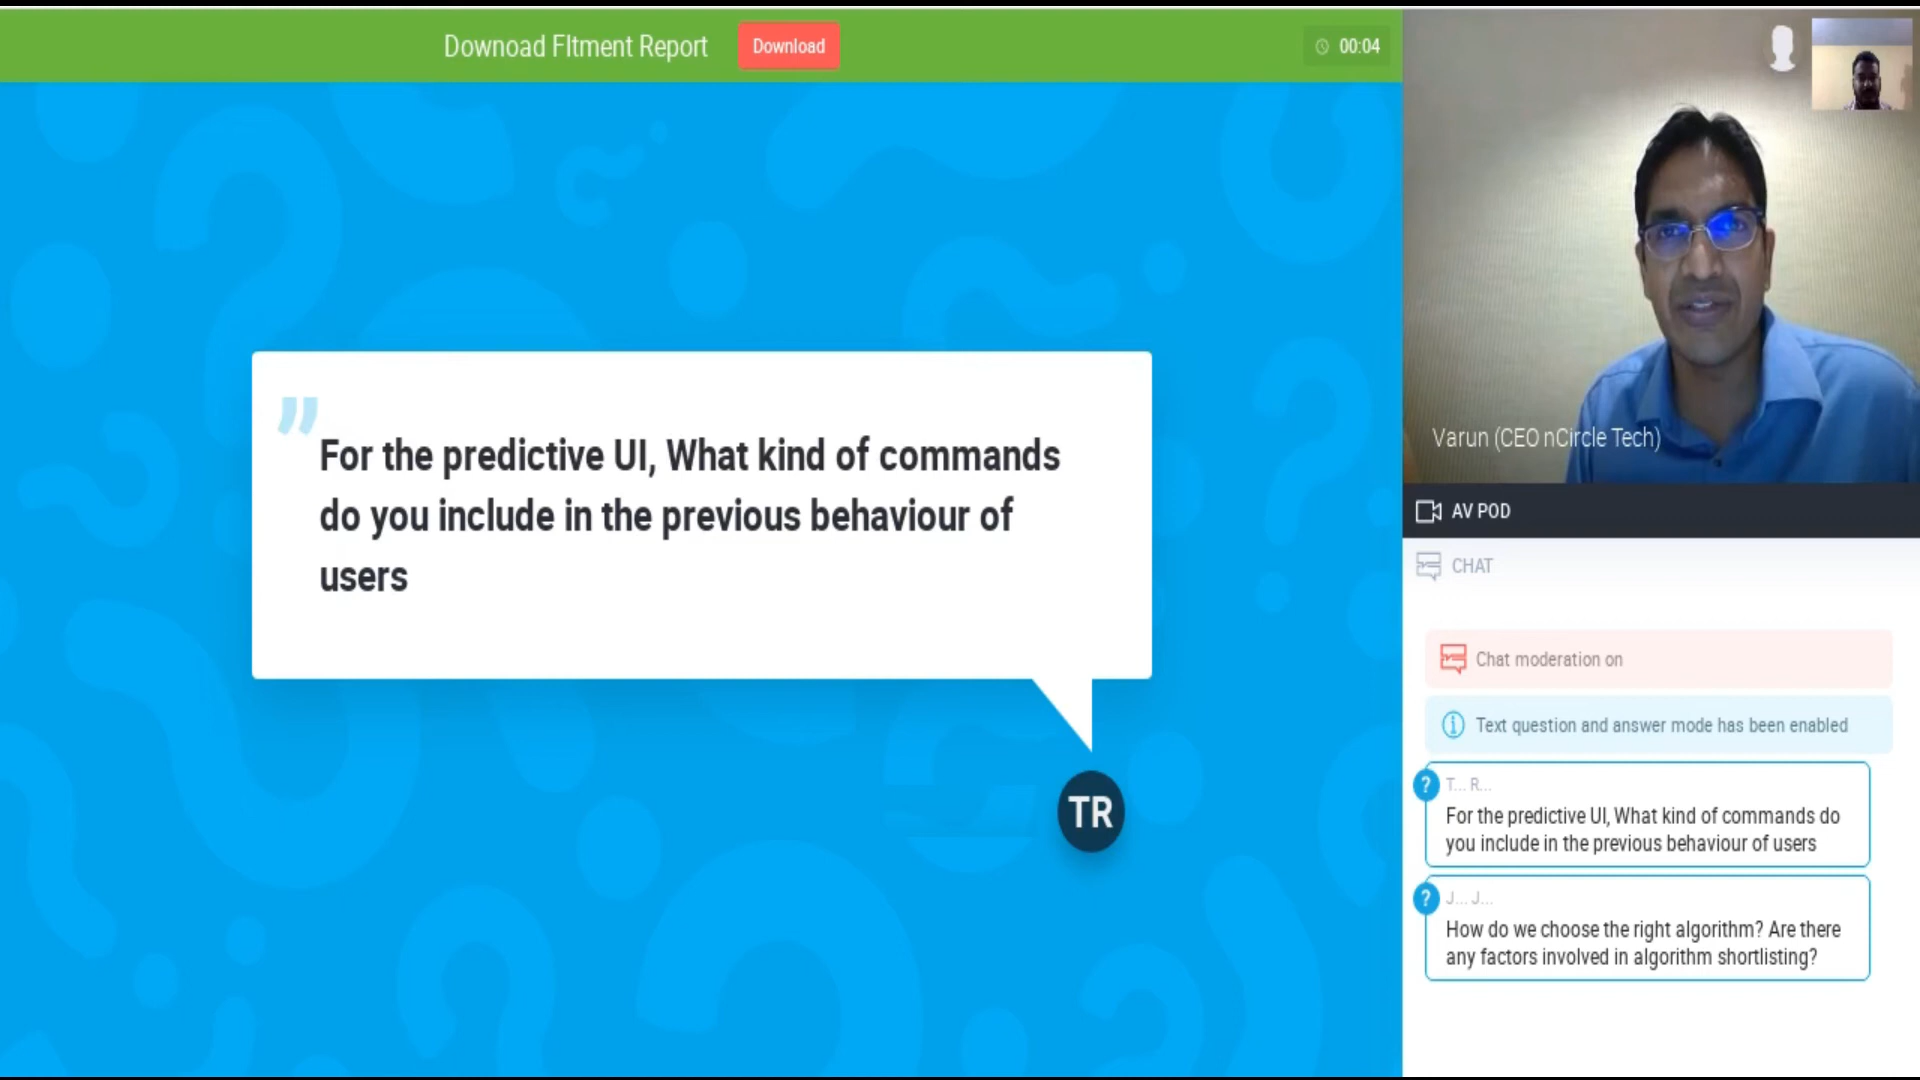 Downoad FItment Report
Download
00:04
”
For the predictive UI, What kind of commands
do you include in the previous behaviour of
users
TR
Varun (CEO nCircle Tech)
AV POD
CHAT
Chat moderation on
Text question and answer mode has been enabled
? T... R...
For the predictive UI, What kind of commands do
you include in the previous behaviour of users
? J... J...
How do we choose the right algorithm? Are there
any factors involved in algorithm shortlisting?